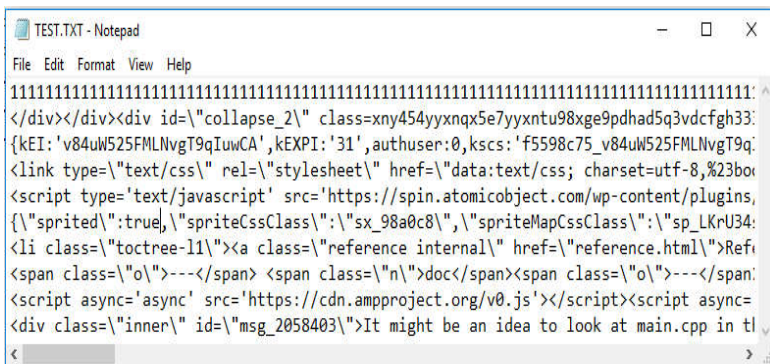 TEST.TXT - Notepad
File Edit Format View Help
</div></div><div id=\"collapse_2\" class=xny454yyxnqx5e7yyxntu98xge9pdhad5q3vdcfgh33
{kEI:'v84uW525FMLNvgT9qIuwCA',kEXPI:'31',authuser:0,kscs:'f5598c75_v84uW525FMLNvgT9q
<link type=\"text/css\" rel=\"stylesheet\" href=\"data:text/css; charset=utf-8,%23bo
<script type='text/javascript' src='https://spin.atomicobject.com/wp-content/plugins/
{\"sprited\":true,\"spriteCssClass\":\"sx_98a0c8\",\"spriteMapCssClass\":\"sp_LKrU34
<li class=\"toctree-l1\"><a class=\"reference internal\" href=\"reference.html\">Ref
<span class=\"o\">---</span> <span class=\"n\">doc</span><span class=\"o\">---</span
<script async='async' src='https://cdn.ampproject.org/v0.js'></script><script async=
<div class=\"inner\" id=\"msg_2058403\">It might be an idea to look at main.cpp in